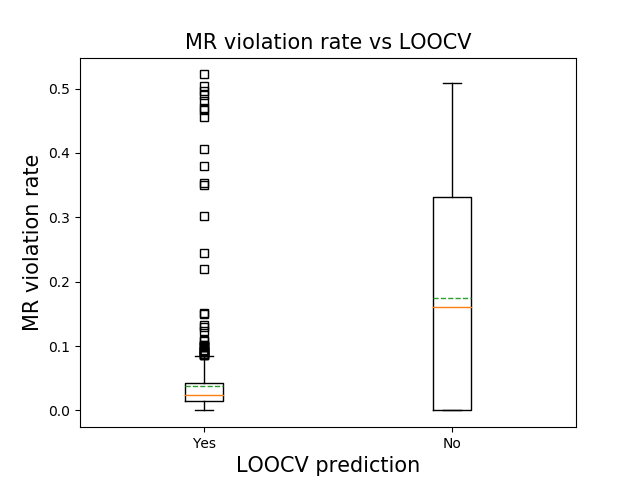 MR violation rate vs LOOCV
MR violation rate
0.5
0.4
0.3
0.2
0.1
0.0
Yes
No
LOOCV prediction